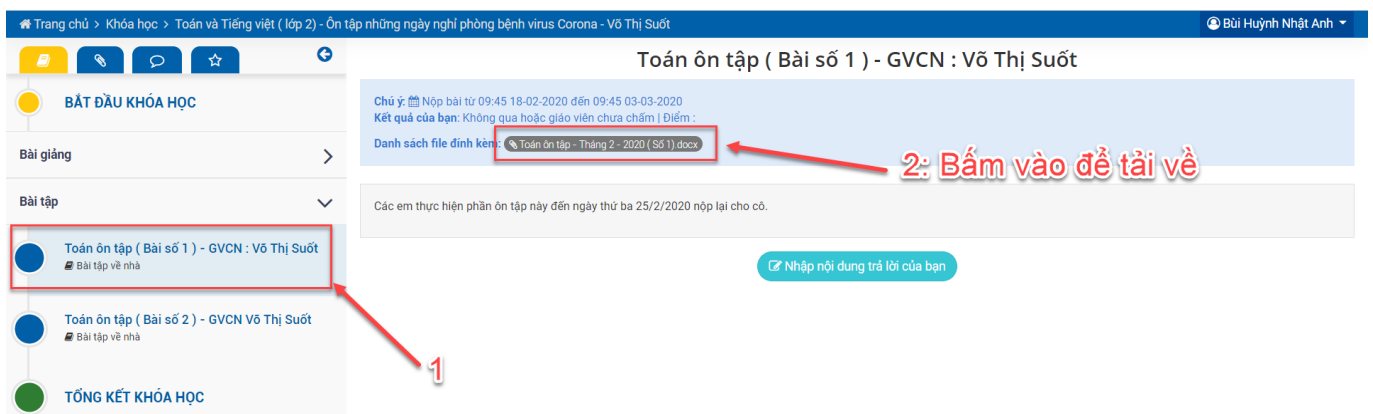 Trang chủ > Khóa học > Toán và Tiếng việt ( lớp 2) - Ôn tập những ngày nghỉ phòng bệnh virus Corona - Võ Thị Suốt
Bùi Huỳnh Nhật Anh
BẮT ĐẦU KHÓA HỌC
Bài giảng
Bài tập
Toán ôn tập ( Bài số 1 ) - GVCN : Võ Thị Suốt
Bài tập về nhà
Toán ôn tập ( Bài số 2 ) - GVCN Võ Thị Suốt
Bài tập về nhà
TỔNG KẾT KHÓA HỌC
Toán ôn tập ( Bài số 1 ) - GVCN : Võ Thị Suốt
Chú ý: Nộp bài từ 09:45 18-02-2020 đến 09:45 03-03-2020
Kết quả của bạn: Không qua hoặc giáo viên chưa chấm | Điểm :
Danh sách file đính kèm: Toán ôn tập - Tháng 2 - 2020 ( Số 1).docx
2: Bấm vào để tải về
Các em thực hiện phần ôn tập này đến ngày thứ ba 25/2/2020 nộp lại cho cô.
Nhập nội dung trả lời của bạn
1